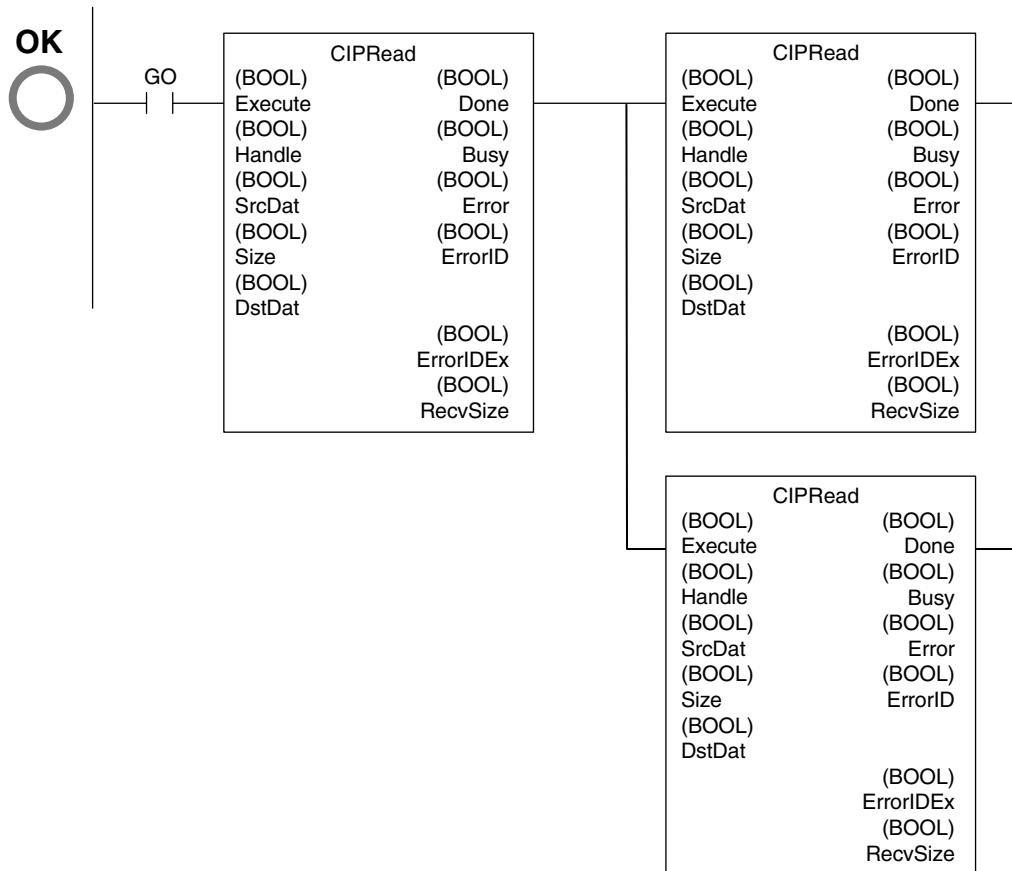 OK
GO
CIPRead
(BOOL) (BOOL)
Execute Done
(BOOL) (BOOL)
Handle Busy
(BOOL) (BOOL)
SrcDat Error
(BOOL) (BOOL)
Size ErrorID
(BOOL)
DstDat
(BOOL)
ErrorIDEx
(BOOL)
RecvSize
CIPRead
(BOOL) (BOOL)
Execute Done
(BOOL) (BOOL)
Handle Busy
(BOOL) (BOOL)
SrcDat Error
(BOOL) (BOOL)
Size ErrorID
(BOOL)
DstDat
(BOOL)
ErrorIDEx
(BOOL)
RecvSize
CIPRead
(BOOL) (BOOL)
Execute Done
(BOOL) (BOOL)
Handle Busy
(BOOL) (BOOL)
SrcDat Error
(BOOL) (BOOL)
Size ErrorID
(BOOL)
DstDat
(BOOL)
ErrorIDEx
(BOOL)
RecvSize